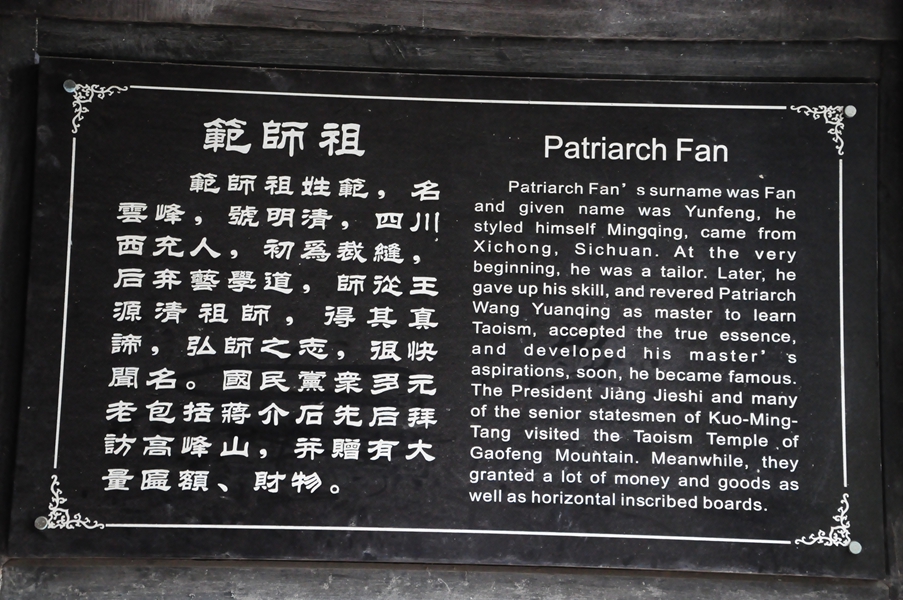 範師祖
範師祖姓範，名
雲峰，號明清，四川
西充人，初爲裁縫，
后弃藝學道，師從王
源清祖師，得其真
諦，弘師之志，很快
聞名。國民黨衆多元
老包括蔣介石先后拜
訪高峰山，并贈有大
量匾額、財物。
Patriarch Fan
Patriarch Fan’s surname was Fan
and given name was Yunfeng, he
styled himself Mingqing, came from
Xichong, Sichuan. At the very
beginning, he was a tailor. Later, he
gave up his skill, and revered Patriarch
Wang Yuanqing as master to learn
Taoism, accepted the true essence,
and developed his master’s
aspirations, soon, he became famous.
The President Jiang Jieshi and many
of the senior statesmen of Kuo-Ming-
Tang visited the Taoism Temple of
Gaofeng Mountain. Meanwhile, they
granted a lot of money and goods as
well as horizontal inscribed boards.